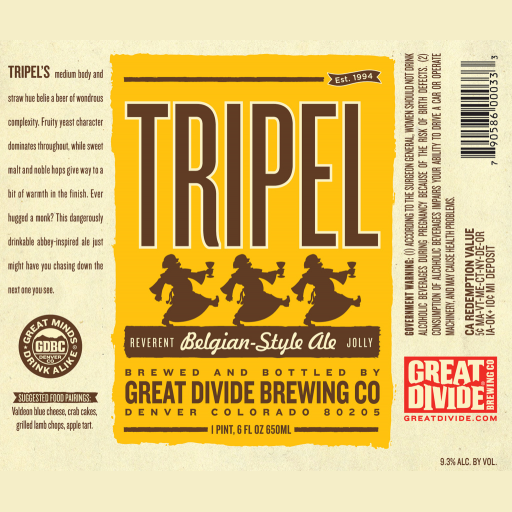 TRIPEL'S medium body and
straw hue belie a beer of wondrous
complexity. Fruity yeast character
dominates throughout, while sweet
malt and noble hops give way to a
bit of warmth in the finish. Ever
hugged a monk? This dangerously
drinkable abbey-inspired ale just
might have you chasing down the
next one you see.
GREAT MINDS
GDBC
DENVER
CO
DRINK ALIKE
SUGGESTED FOOD PAIRINGS:
Valdeon blue cheese, crab cakes,
grilled lamb chops, apple tart.
Est. 1994
TRIPEL
REVERENT Belgian-Style Ale JOLLY
BREWED AND BOTTLED BY
GREAT DIVIDE BREWING CO
DENVER COLORADO 80205
1 PINT, 6 FL OZ 650ML
GOVERNMENT WARNING: (1) ACCORDING TO THE SURGEON GENERAL, WOMEN SHOULD NOT DRINK
ALCOHOLIC BEVERAGES DURING PREGNANCY BECAUSE OF THE RISK OF BIRTH DEFECTS. (2)
CONSUMPTION OF ALCOHOLIC BEVERAGES IMPAIRS YOUR ABILITY TO DRIVE A CAR OR OPERATE
MACHINERY, AND MAY CAUSE HEALTH PROBLEMS.
7 90586 10003 3 3
CA REDEMPTION VALUE
5¢ MA-VT-ME-CT-NY-DE-OR
IA-OK • 10¢ MI DEPOSIT
GREAT
DIVIDE
BREWING CO
GREATDIVIDE.COM
9.3% ALC. BY VOL.